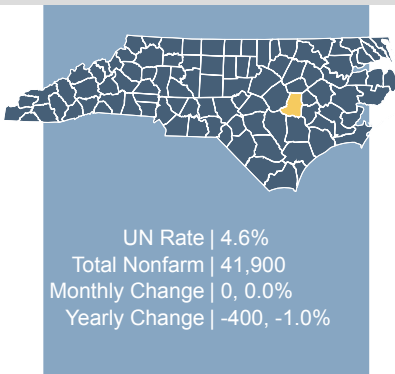 UN Rate | 4.6%
Total Nonfarm | 41,900
Monthly Change | 0, 0.0%
Yearly Change | -400, -1.0%